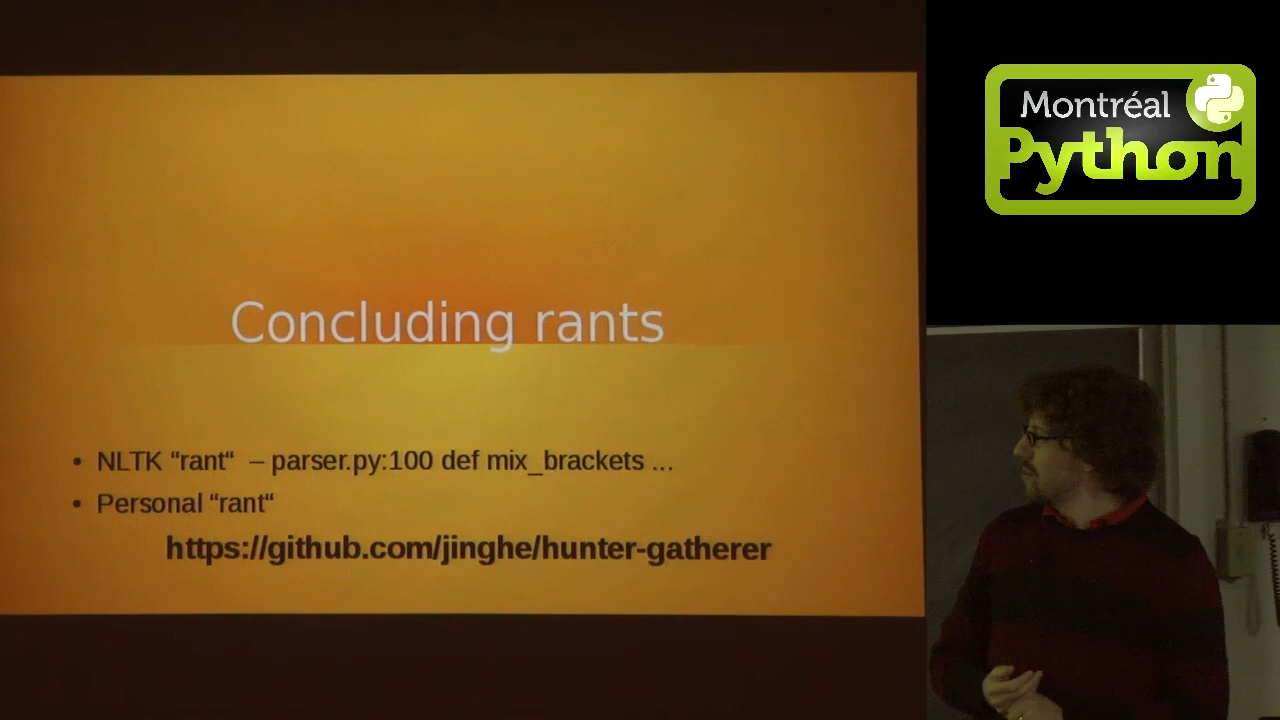 Concluding rants
• NLTK “rant“ – parser.py:100 def mix_brackets ...
• Personal “rant“
https://github.com/jinghe/hunter-gatherer
Montréal
Python